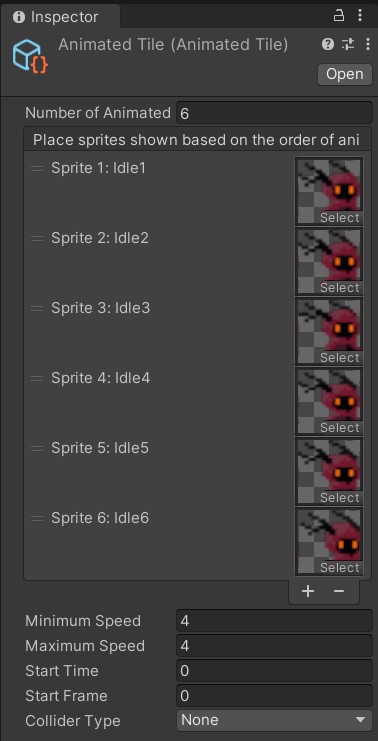 Inspector
Animated Tile (Animated Tile)
Open
Number of Animated 6
Place sprites shown based on the order of ani
Sprite 1: Idle1
Select
Sprite 2: Idle2
Select
Sprite 3: Idle3
Select
Sprite 4: Idle4
Select
Sprite 5: Idle5
Select
Sprite 6: Idle6
Select
Minimum Speed 4
Maximum Speed 4
Start Time 0
Start Frame 0
Collider Type None